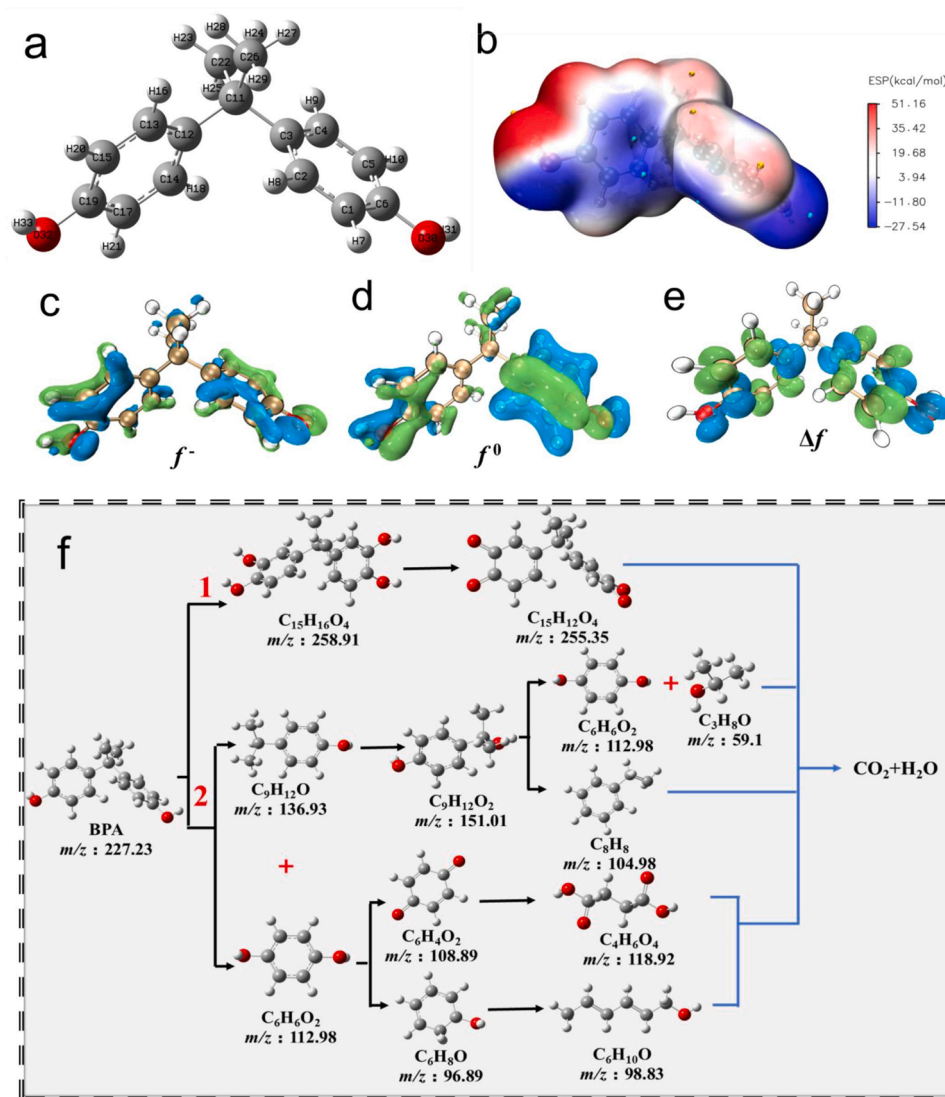 a
H28
H24
H27
H23
C26
C22
H29
H25
C11
H16
H9
C13
C12
C3
C4
H20
C15
C5
H10
C14
H18
H8
C2
C19
C17
C1
C6
H33
H31
O32
H21
H7
O30
b
ESP(kcal/mol)
51.16
35.42
19.68
3.94
-11.80
-27.54
c
f -
d
f 0
e
Δf
f
1
C15H16O4
m/z : 258.91
C15H12O4
m/z : 255.35
BPA
m/z : 227.23
2
C9H12O
m/z : 136.93
C9H12O2
m/z : 151.01
C6H6O2
m/z : 112.98
+
C3H8O
m/z : 59.1
C8H8
m/z : 104.98
CO2+H2O
+
C6H6O2
m/z : 112.98
C6H4O2
m/z : 108.89
C4H6O4
m/z : 118.92
C6H8O
m/z : 96.89
C6H10O
m/z : 98.83